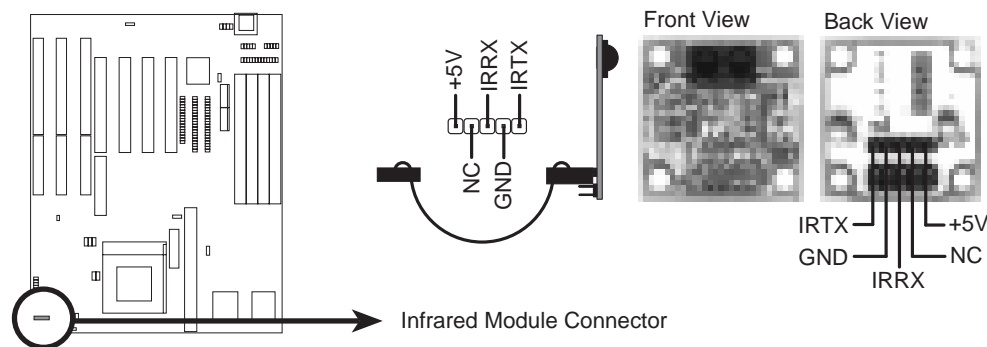 Front View
Back View
+5V
IRRX
IRTX
NC
GND
IRTX
+5V
GND
NC
IRRX
Infrared Module Connector